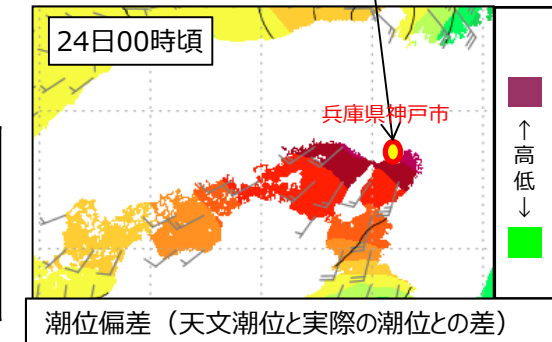 24日00時頃
兵庫県神戸市
↑
高
低
↓
潮位偏差（天文潮位と実際の潮位との差）